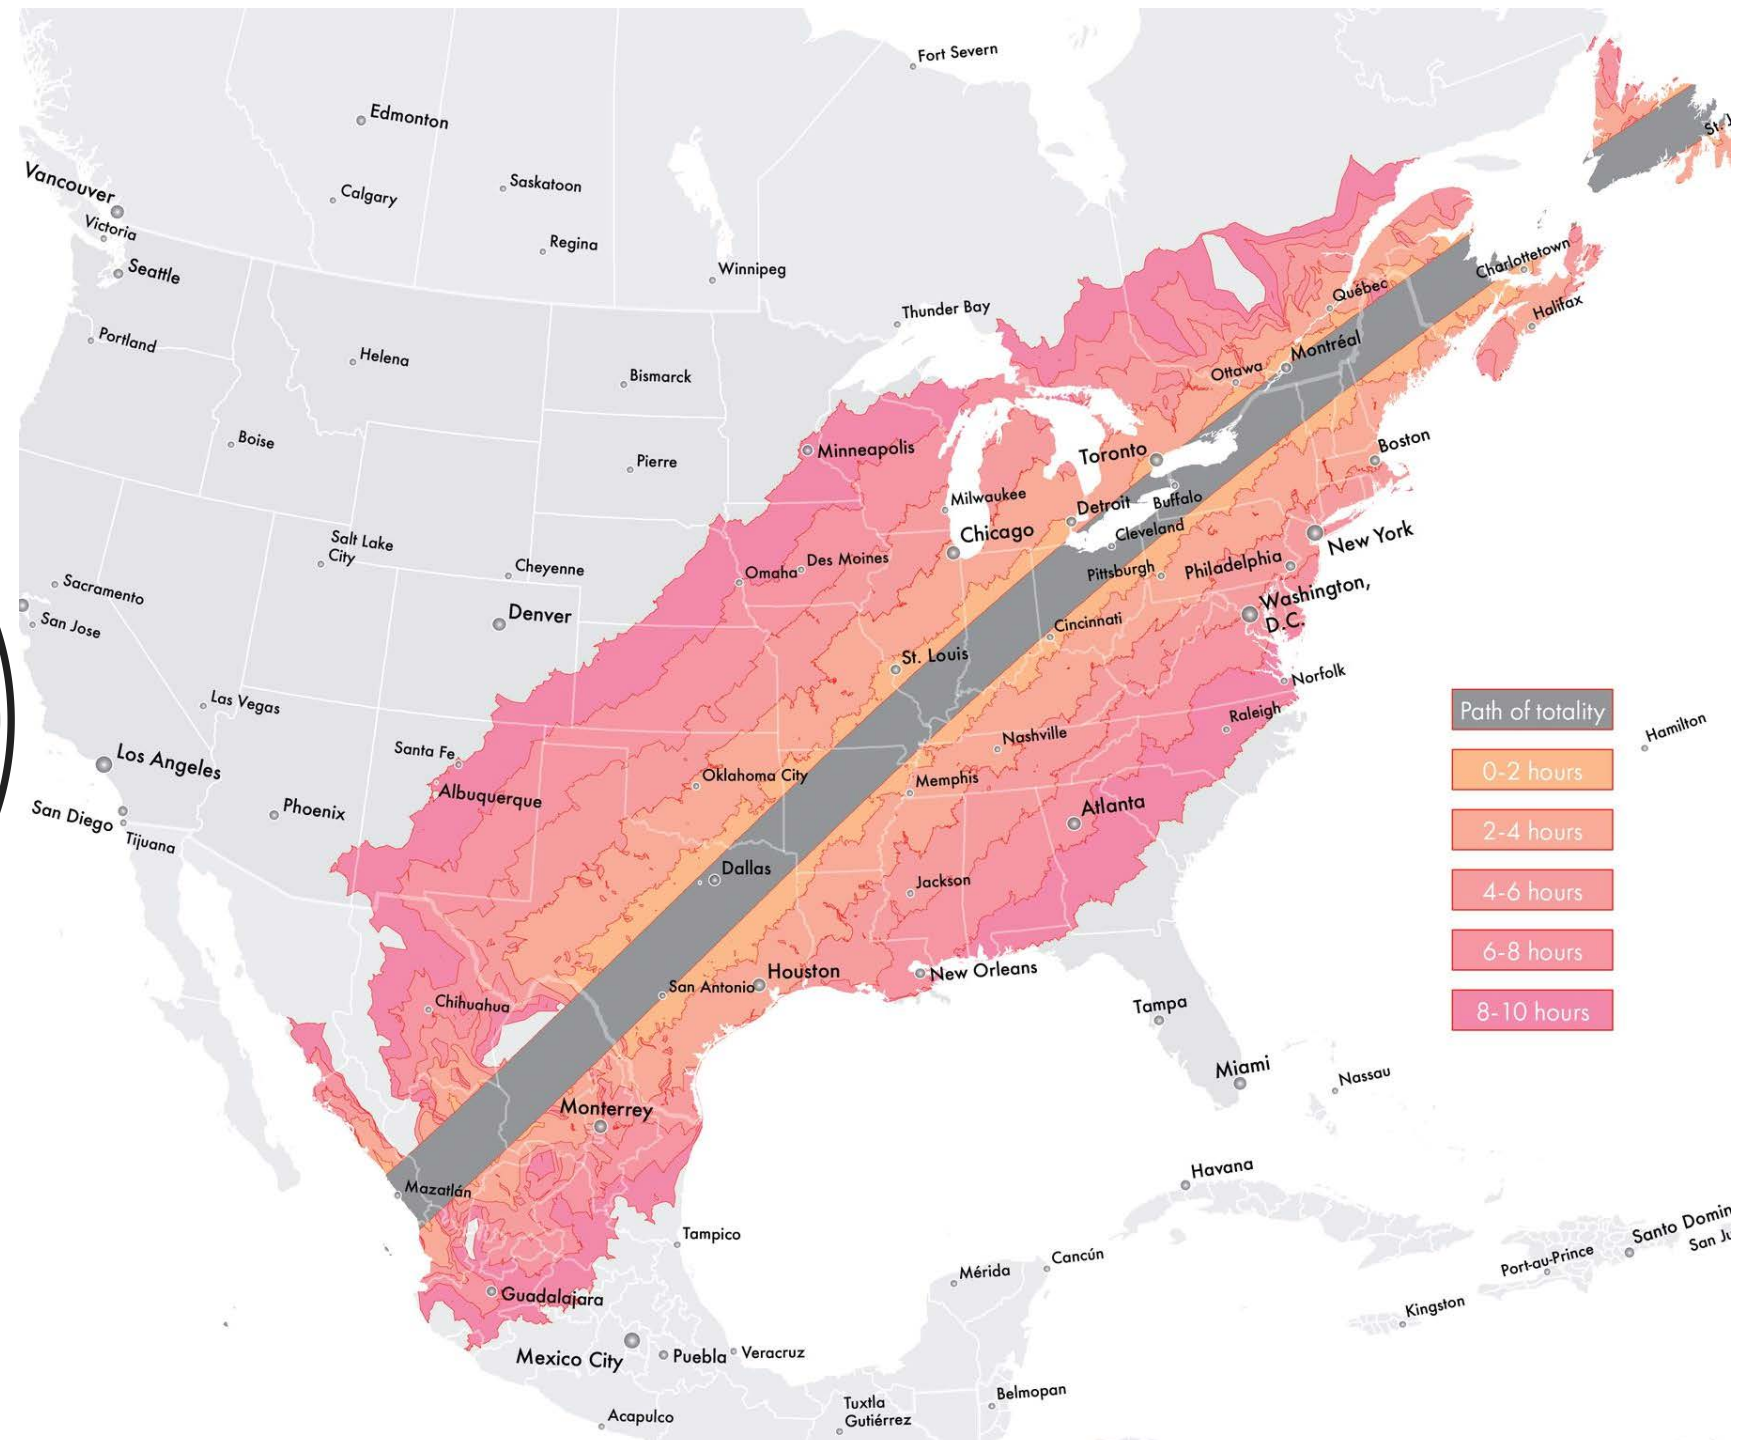 Fort Severn
Edmonton
Saskatoon
Calgary
Vancouver
Victoria
Regina
Winnipeg
Seattle
Thunder Bay
Portland
Helena
Bismarck
Boise
Pierre
Minneapolis
St. J
Charlottetown
Québec
Halifax
Montréal
Ottawa
Boston
Toronto
Buffalo
Detroit
Milwaukee
Cleveland
Chicago
New York
Pittsburgh
Philadelphia
Washington,
D.C.
Salt Lake
City
Cheyenne
Omaha
Des Moines
Sacramento
San Jose
Denver
Cincinnati
St. Louis
Norfolk
Las Vegas
Raleigh
Nashville
Santa Fe
Los Angeles
Albuquerque
Oklahoma City
Memphis
Phoenix
San Diego
Tijuana
Atlanta
Dallas
Jackson
Path of totality
0-2 hours
2-4 hours
4-6 hours
6-8 hours
8-10 hours
Hamilton
Houston
San Antonio
New Orleans
Chihuahua
Tampa
Miami
Nassau
Monterrey
Mazatlán
Havana
Tampico
Mérida
Cancún
Santo Domin
San Ju
Port-au-Prince
Kingston
Guadalajara
Mexico City
Puebla
Veracruz
Belmopan
Tuxtla
Gutiérrez
Acapulco